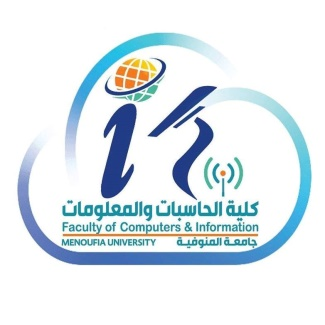 كلية الحاسبات والمعلومات
Faculty of Computers & Information
MENOUFIA UNIVERSITY جامعة المنوفية